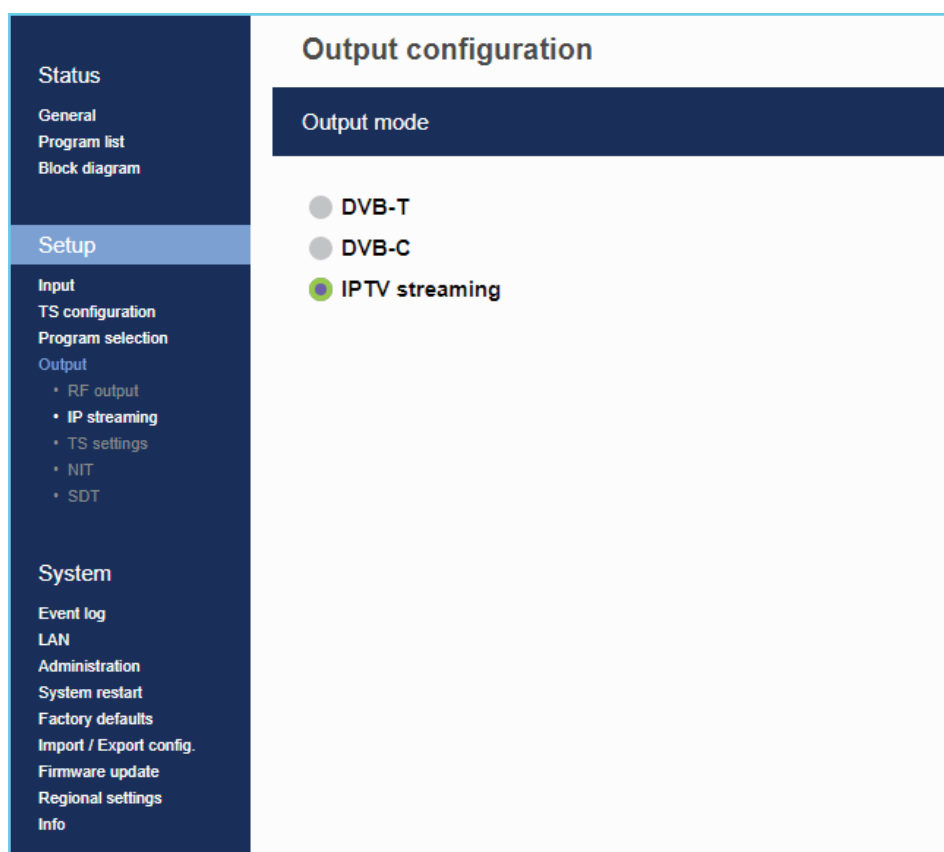 Status
General
Program list
Block diagram
Setup
Input
TS configuration
Program selection
Output
• RF output
• IP streaming
• TS settings
• NIT
• SDT
System
Event log
LAN
Administration
System restart
Factory defaults
Import / Export config.
Firmware update
Regional settings
Info
Output configuration
Output mode
DVB-T
DVB-C
IPTV streaming